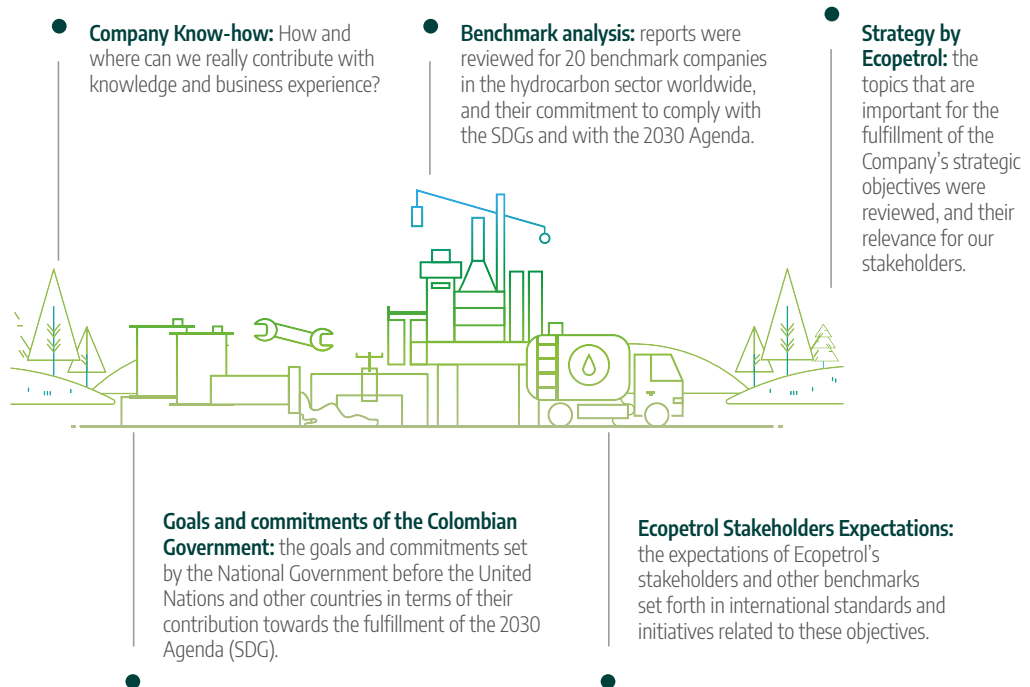 Company Know-how: How and
where can we really contribute with
knowledge and business experience?
Benchmark analysis: reports were
reviewed for 20 benchmark companies
in the hydrocarbon sector worldwide,
and their commitment to comply with
the SDGs and with the 2030 Agenda.
Strategy by
Ecopetrol: the
topics that are
important for the
fulfillment of the
Company’s strategic
objectives were
reviewed, and their
relevance for our
stakeholders.
Goals and commitments of the Colombian
Government: the goals and commitments set
by the National Government before the United
Nations and other countries in terms of their
contribution towards the fulfillment of the 2030
Agenda (SDG).
Ecopetrol Stakeholders Expectations:
the expectations of Ecopetrol’s
stakeholders and other benchmarks
set forth in international standards and
initiatives related to these objectives.